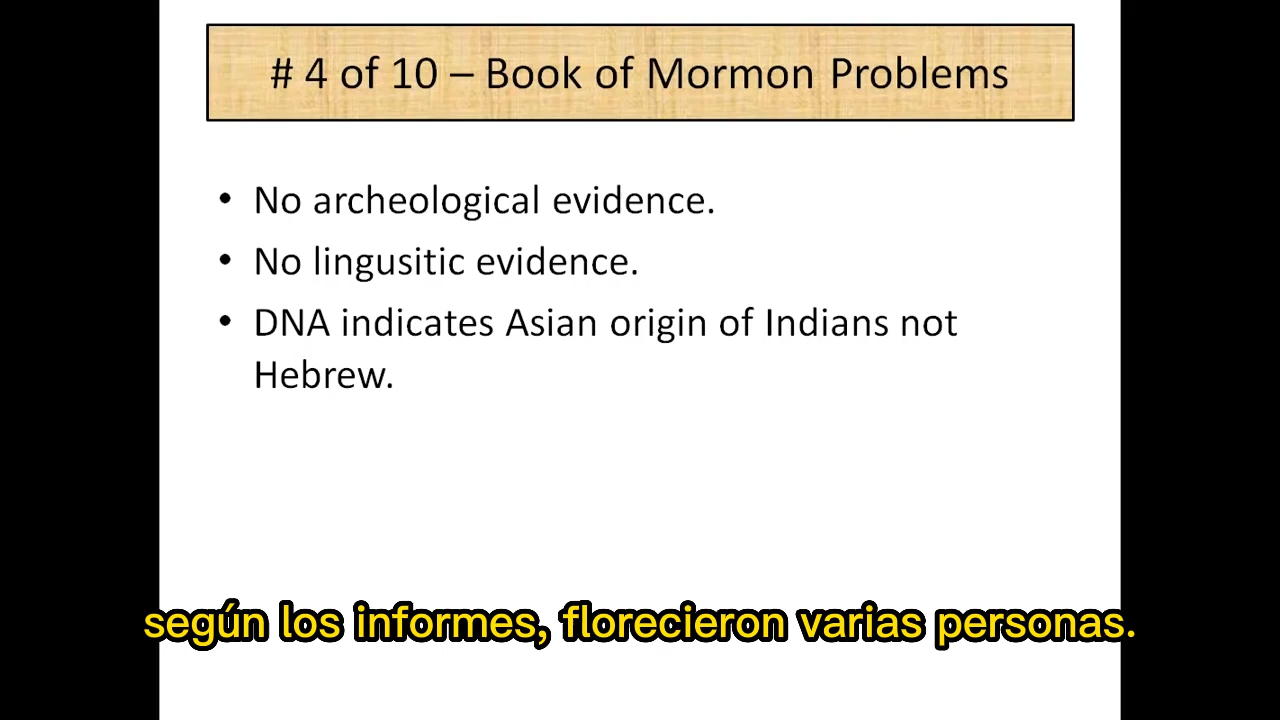 # 4 of 10 – Book of Mormon Problems
• No archeological evidence.
• No lingusitic evidence.
• DNA indicates Asian origin of Indians not
Hebrew.
según los informes, florecieron varias personas.